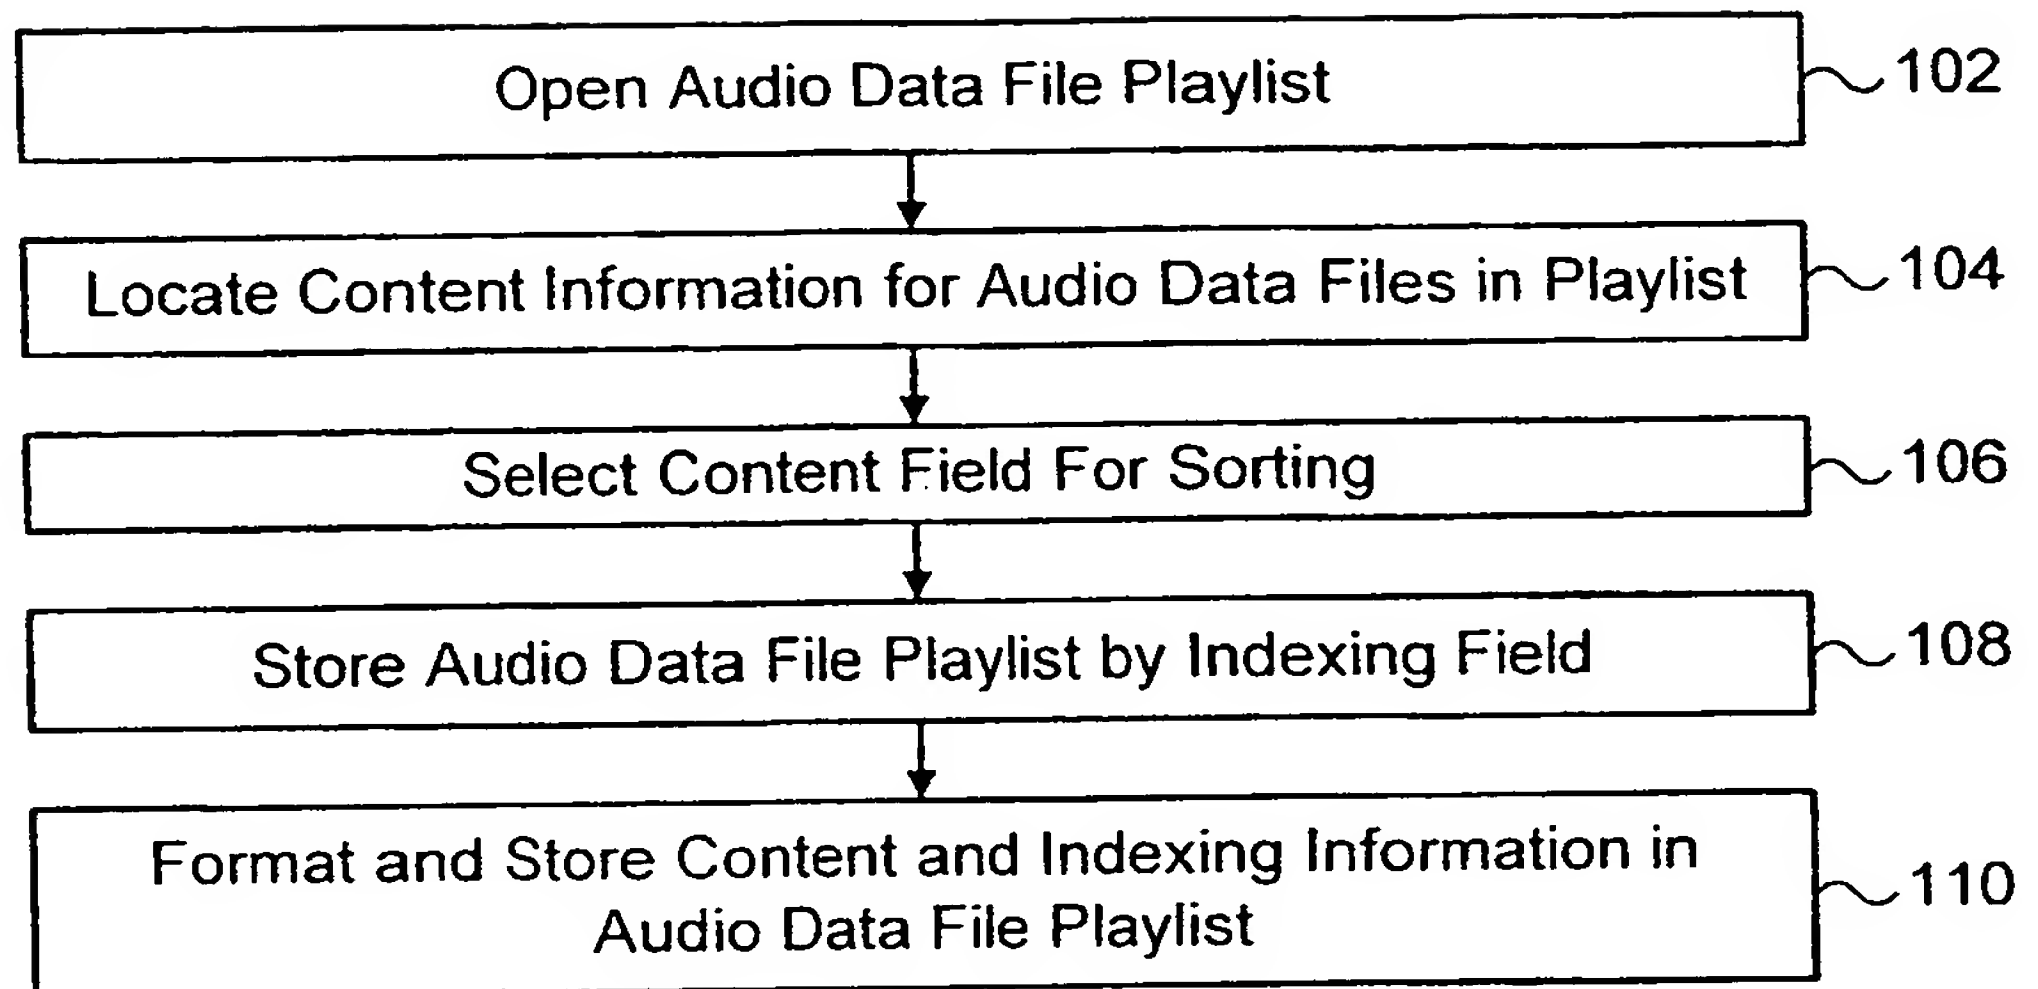 Open Audio Data File Playlist
102
Locate Content Information for Audio Data Files in Playlist
104
Select Content Field For Sorting
106
Store Audio Data File Playlist by Indexing Field
108
Format and Store Content and Indexing Information in
Audio Data File Playlist
110